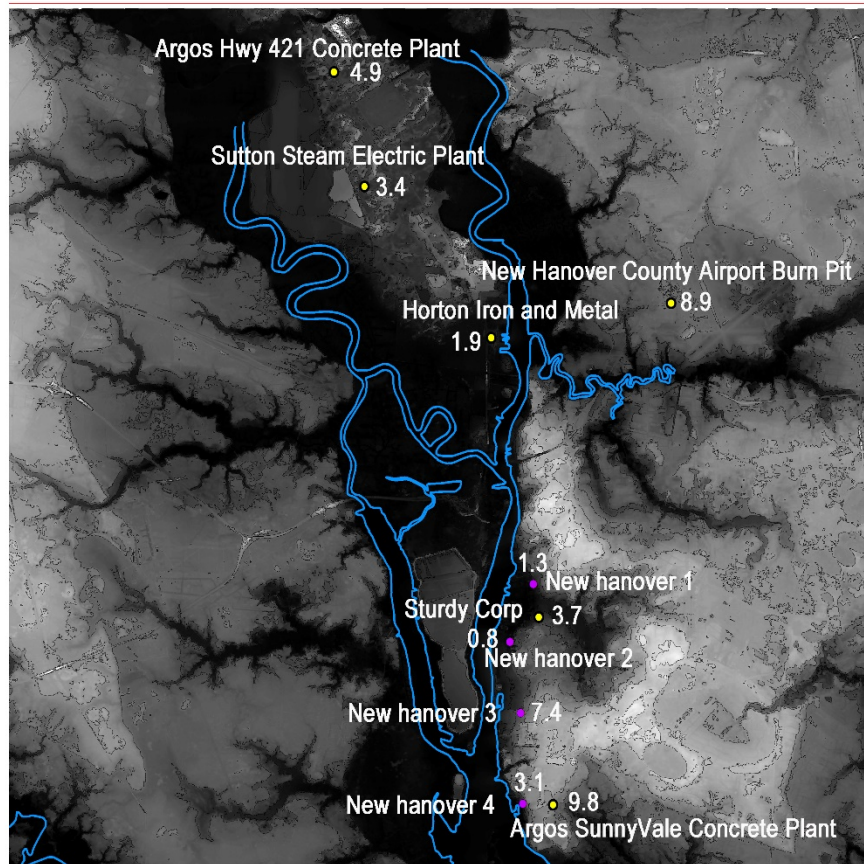 Argos Hwy 421 Concrete Plant
4.9
Sutton Steam Electric Plant
3.4
New Hanover County Airport Burn Pit
8.9
Horton Iron and Metal
1.9
1.3
New hanover 1
Sturdy Corp
3.7
0.8
New hanover 2
New hanover 3
7.4
3.1
New hanover 4
9.8
Argos SunnyVale Concrete Plant